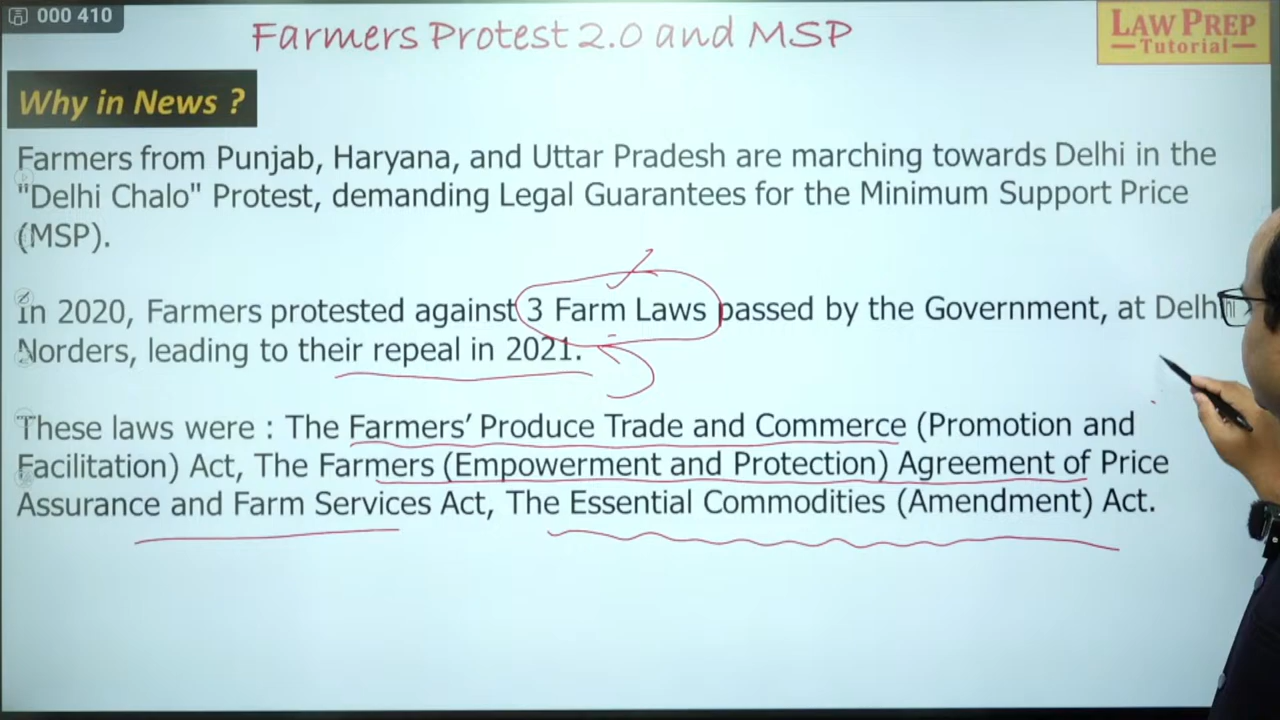 000 410
Farmers Protest 2.0 and MSP
LAW PREP
Tutorial
Why in News ?
Farmers from Punjab, Haryana, and Uttar Pradesh are marching towards Delhi in the
"Delhi Chalo" Protest, demanding Legal Guarantees for the Minimum Support Price
(MSP).
In 2020, Farmers protested against 3 Farm Laws passed by the Government, at Delhi
Norders, leading to their repeal in 2021.
These laws were : The Farmers' Produce Trade and Commerce (Promotion and
Facilitation) Act, The Farmers (Empowerment and Protection) Agreement of Price
Assurance and Farm Services Act, The Essential Commodities (Amendment) Act.